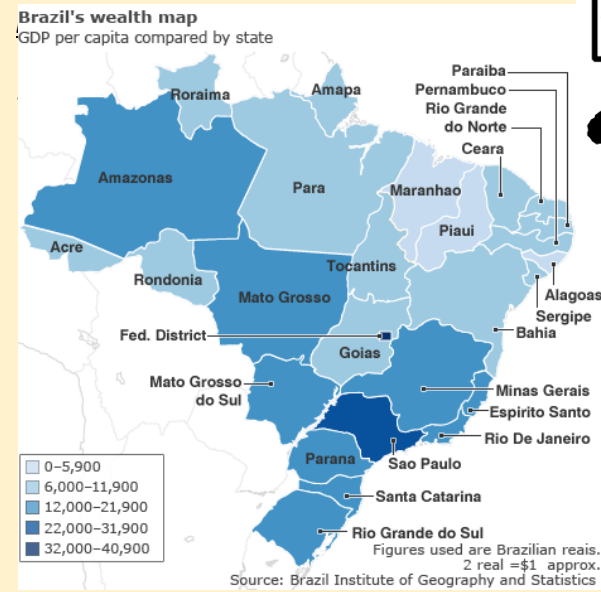 Brazil's wealth map
GDP per capita compared by state
Paraiba
Pernambuco
Rio Grande
do Norte
Ceara
Roraima
Amapa
Amazonas
Para
Maranhao
Piaui
Acre
Rondonia
Tocantins
Mato Grosso
Alagoas
Sergipe
Bahia
Fed. District
Goias
Mato Grosso
do Sul
Minas Gerais
Espirito Santo
Rio De Janeiro
Parana
Sao Paulo
Santa Catarina
Rio Grande do Sul
0–5,900
6,000–11,900
12,000–21,900
22,000–31,900
32,000–40,900
Figures used are Brazilian reais.
2 real =$1 approx.
Source: Brazil Institute of Geography and Statistics